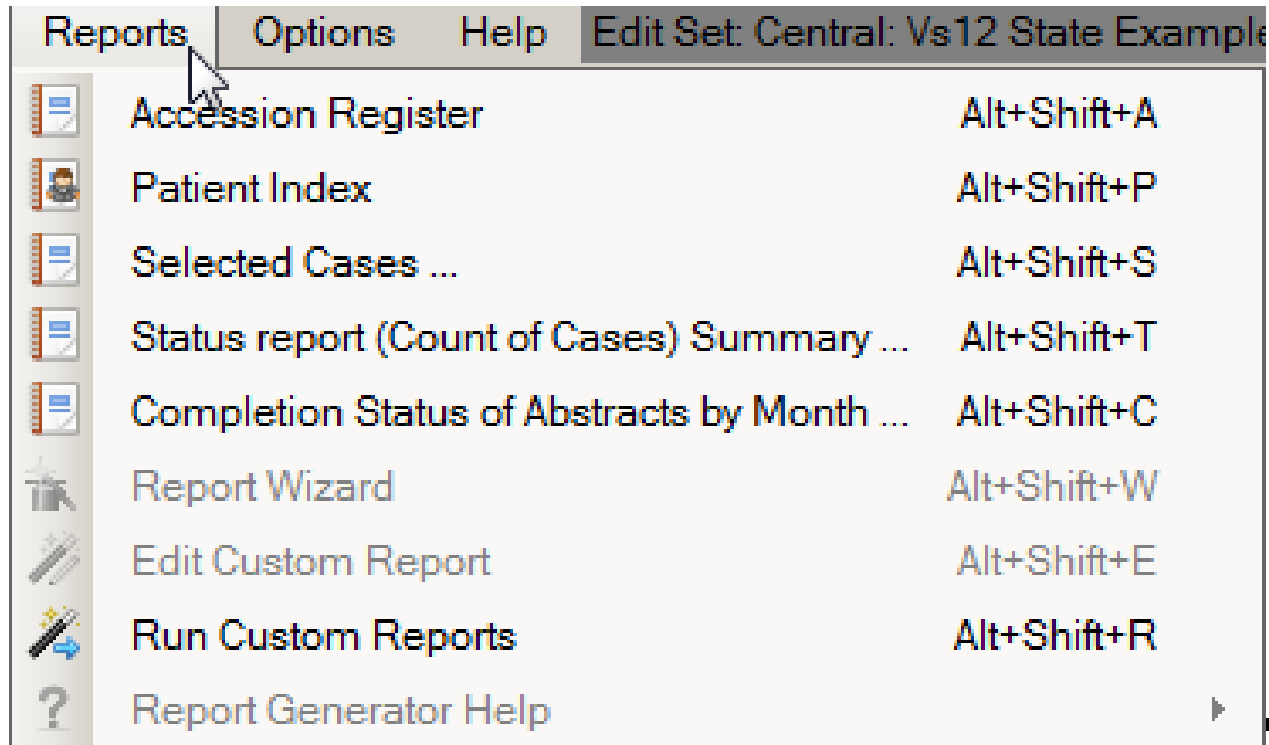 Reports Options Help Edit Set: Central: Vs12 State Example
Accession Register Alt+Shift+A
Patient Index Alt+Shift+P
Selected Cases ... Alt+Shift+S
Status report (Count of Cases) Summary ... Alt+Shift+T
Completion Status of Abstracts by Month ... Alt+Shift+C
Report Wizard Alt+Shift+W
Edit Custom Report Alt+Shift+E
Run Custom Reports Alt+Shift+R
Report Generator Help